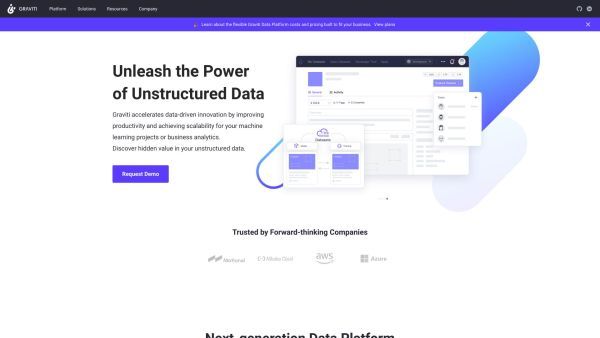 GRAVITI Platform Solutions Resources Company
🎉 Learn about the flexible Graviti Data Platform costs and pricing built to fit your business. View plans
Unleash the Power
of Unstructured Data
Graviti accelerates data-driven innovation by improving
productivity and achieving scalability for your machine
learning projects or business analytics.
Discover hidden value in your unstructured data.
Request Demo
Trusted by Forward-thinking Companies
Motional Alibaba Cloud aws Azure
Next-generation Data Platform